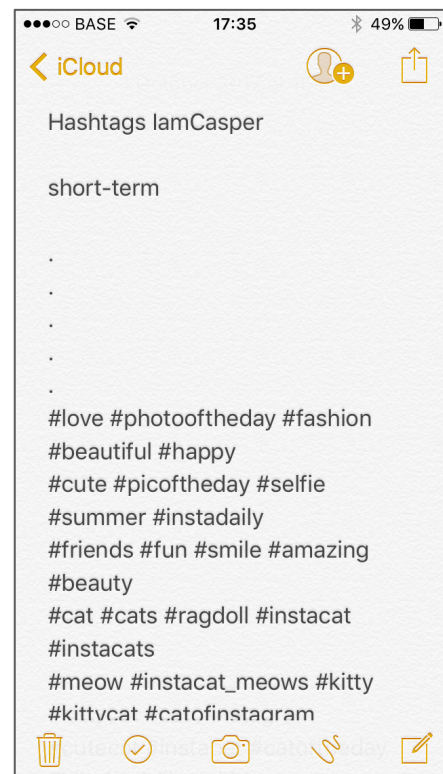 BASE 17:35 49%
iCloud
Hashtags IamCasper
short-term
.
.
.
.
.
#love #photooftheday #fashion
#beautiful #happy
#cute #picoftheday #selfie
#summer #instadaily
#friends #fun #smile #amazing
#beauty
#cat #cats #ragdoll #instacat
#instacats
#meow #instacat_meows #kitty
#kittycat #catofinstagram